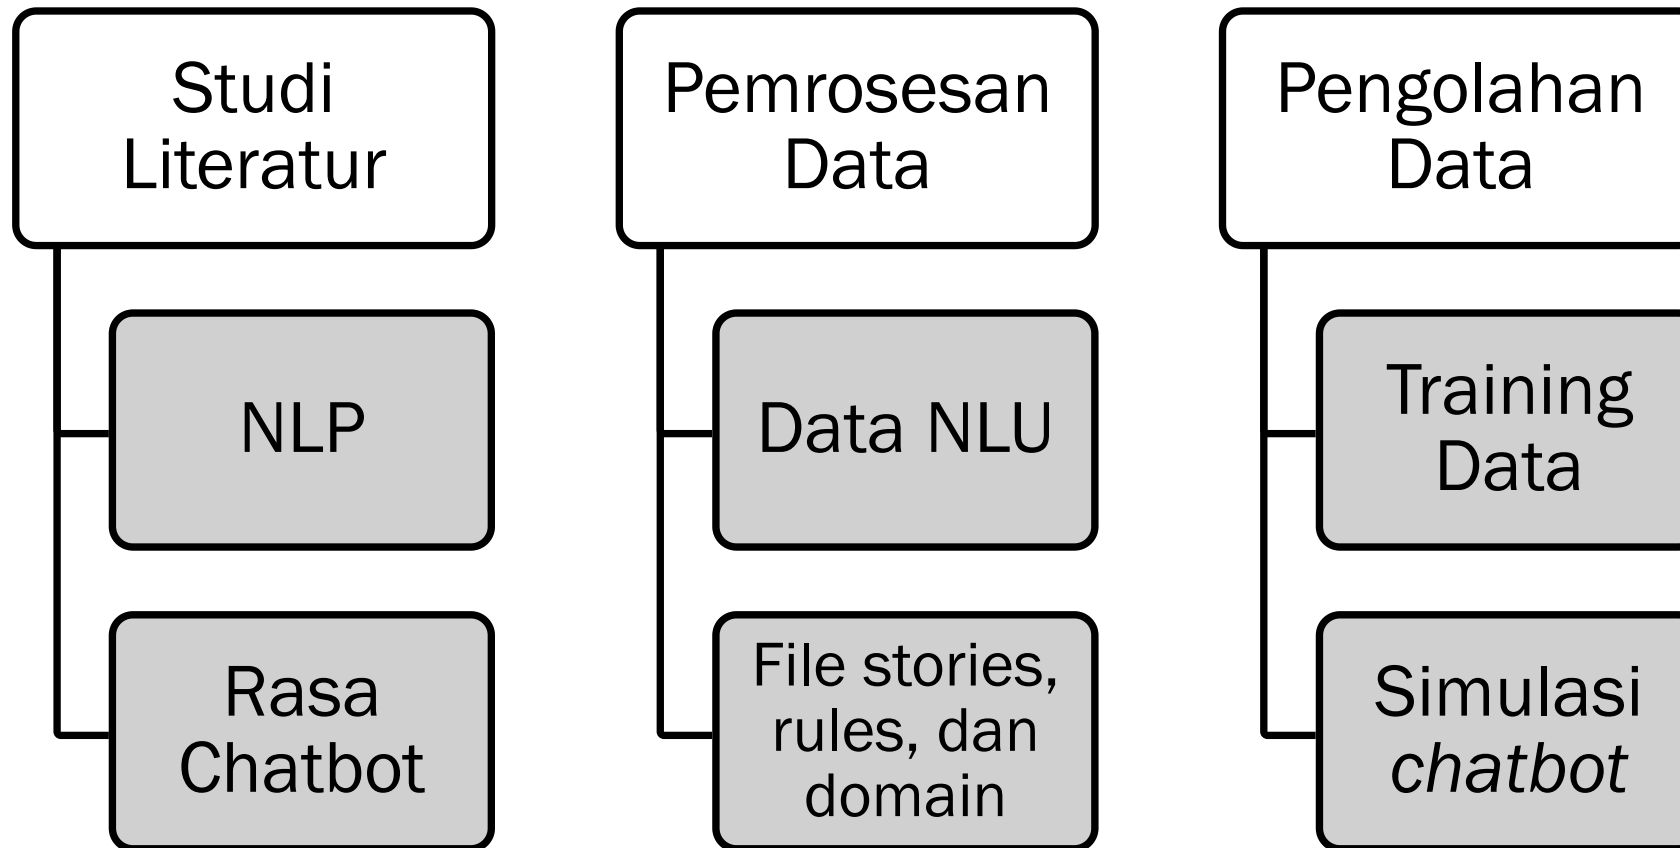 Studi
Literatur
NLP
Rasa
Chatbot
Pemrosesan
Data
Data NLU
File stories,
rules, dan
domain
Pengolahan
Data
Training
Data
Simulasi
chatbot